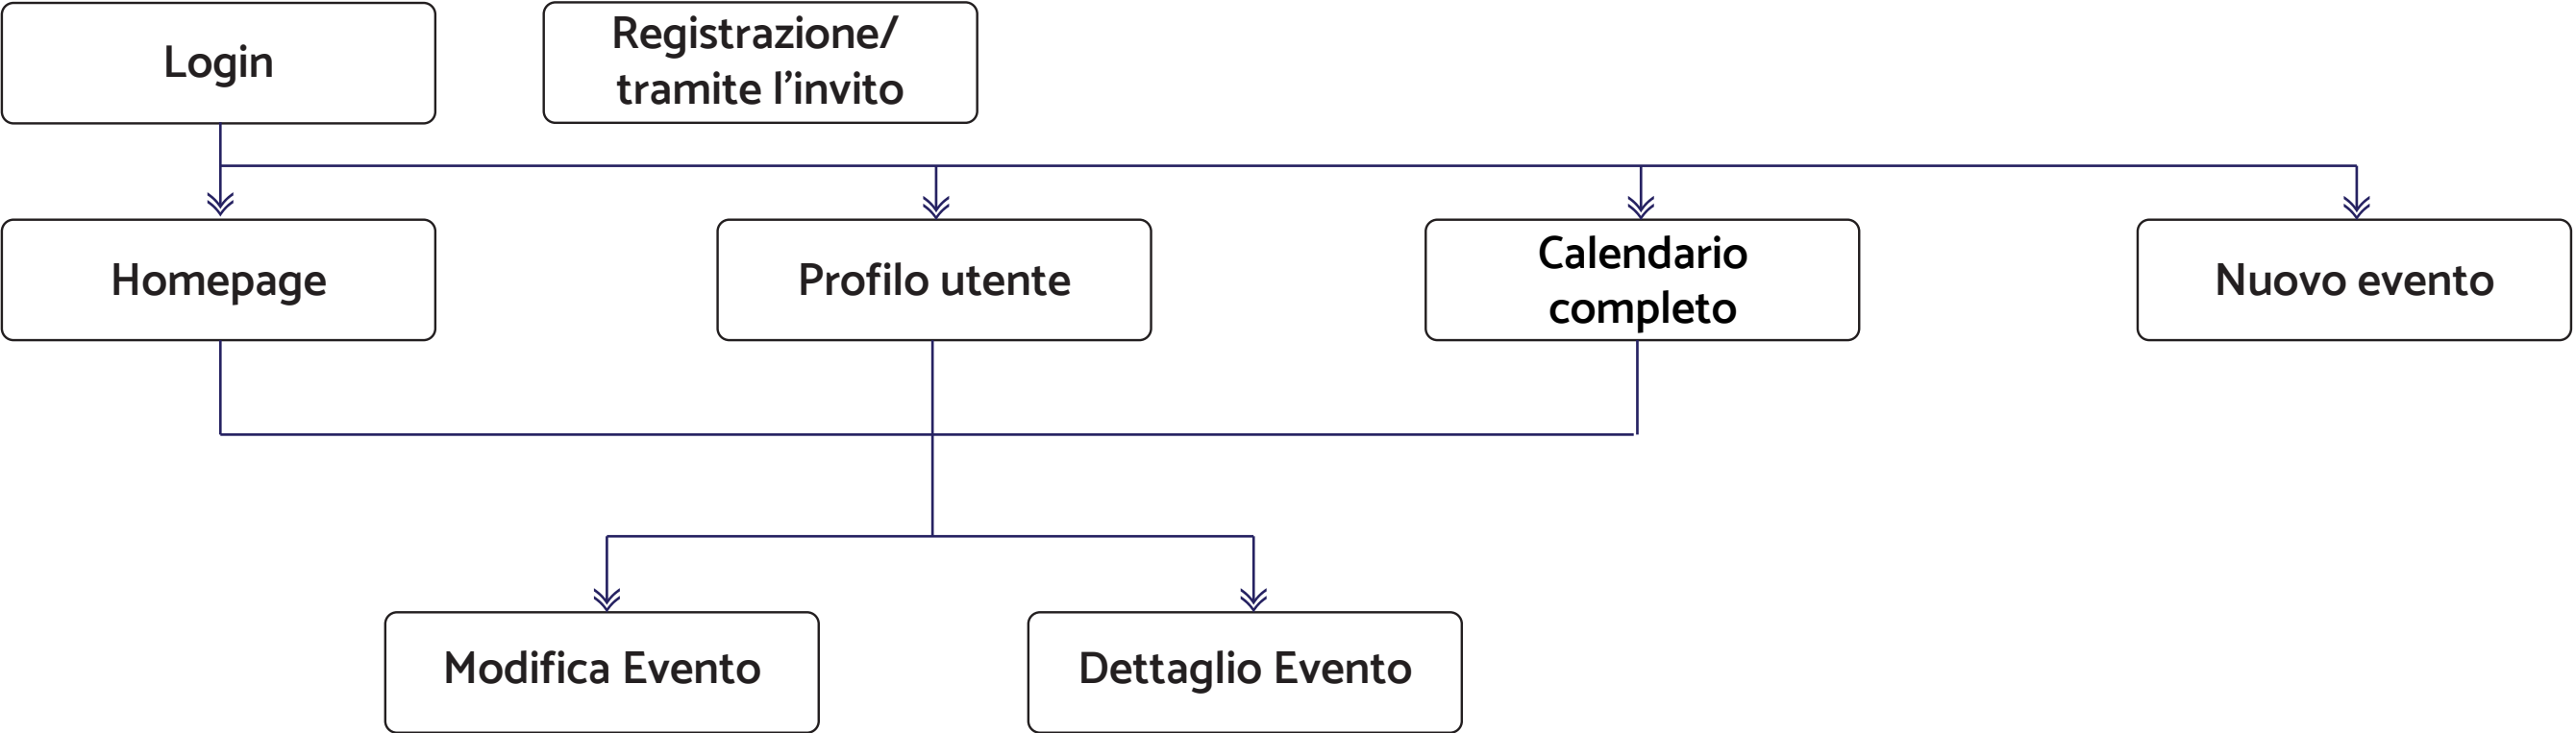 Login
Registrazione/
tramite l'invito
Homepage
Profilo utente
Calendario
completo
Nuovo evento
Modifica Evento
Dettaglio Evento